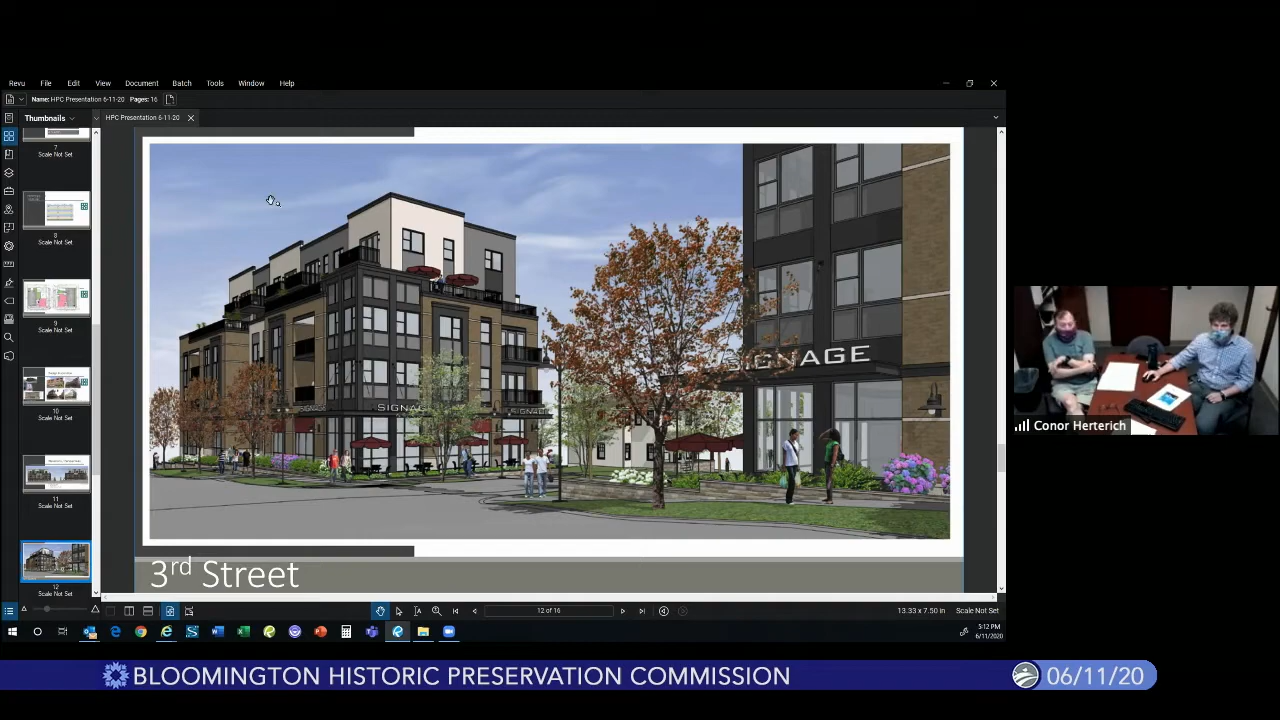 Revu File Edit View Document Batch Tools Window Help
Name: HPC Presentation 6-11-20 Pages: 16
Thumbnails
HPC Presentation 6-11-20
7
Scale Not Set
8
Scale Not Set
9
Scale Not Set
10
Scale Not Set
11
Scale Not Set
12
Scale Not Set
SIGNAGE
SIGNAG
SIGNAGE
SIGNAGE
3rd Street
12 of 16
13.33 x 7.50 in
Scale Not Set
5:12 PM
6/11/2020
Conor Herterich
BLOOMINGTON HISTORIC PRESERVATION COMMISSION
06/11/20